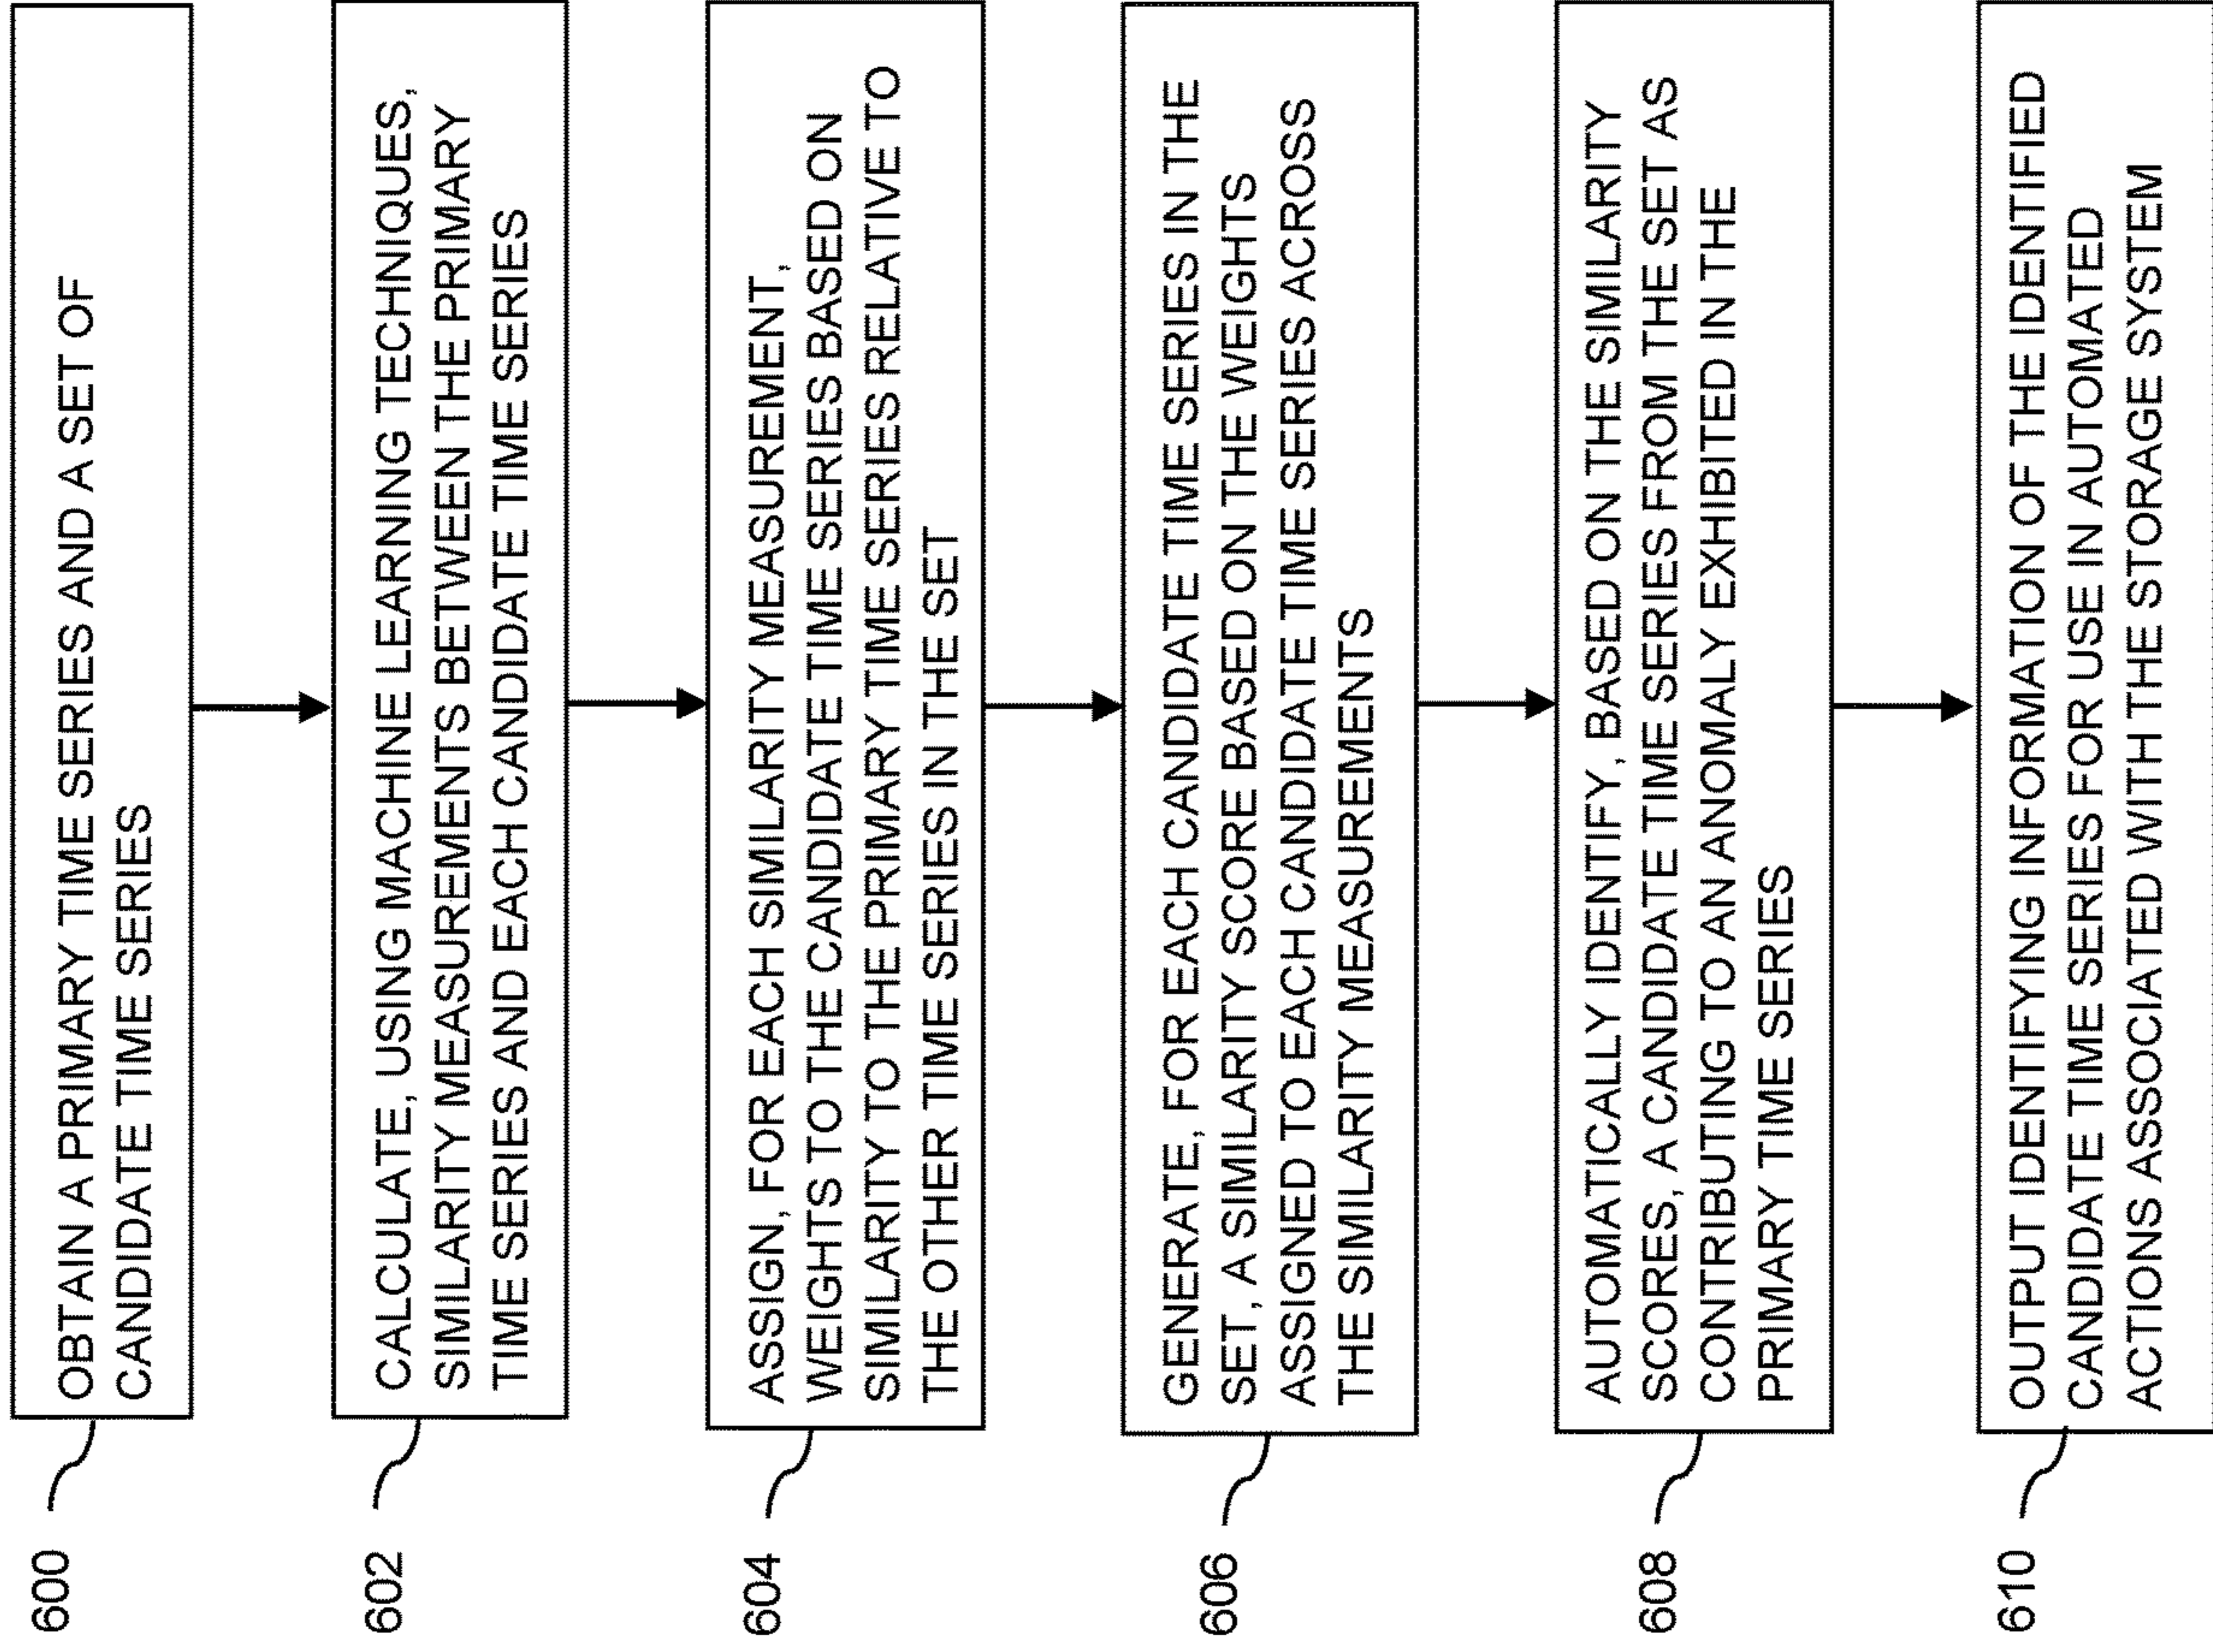 600
OBTAIN A PRIMARY TIME SERIES AND A SET OF
CANDIDATE TIME SERIES
602
CALCULATE, USING MACHINE LEARNING TECHNIQUES,
SIMILARITY MEASUREMENTS BETWEEN THE PRIMARY
TIME SERIES AND EACH CANDIDATE TIME SERIES
604
ASSIGN, FOR EACH SIMILARITY MEASUREMENT,
WEIGHTS TO THE CANDIDATE TIME SERIES BASED ON
SIMILARITY TO THE PRIMARY TIME SERIES RELATIVE TO
THE OTHER TIME SERIES IN THE SET
606
GENERATE, FOR EACH CANDIDATE TIME SERIES IN THE
SET, A SIMILARITY SCORE BASED ON THE WEIGHTS
ASSIGNED TO EACH CANDIDATE TIME SERIES ACROSS
THE SIMILARITY MEASUREMENTS
608
AUTOMATICALLY IDENTIFY, BASED ON THE SIMILARITY
SCORES, A CANDIDATE TIME SERIES FROM THE SET AS
CONTRIBUTING TO AN ANOMALY EXHIBITED IN THE
PRIMARY TIME SERIES
610
OUTPUT IDENTIFYING INFORMATION OF THE IDENTIFIED
CANDIDATE TIME SERIES FOR USE IN AUTOMATED
ACTIONS ASSOCIATED WITH THE STORAGE SYSTEM